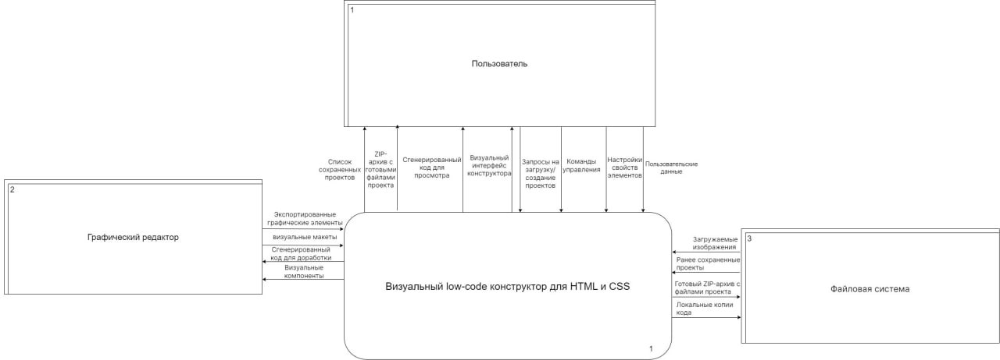 1
Пользователь
Список
сохраненных
проектов
ZIP-
архив с
готовыми
файлами
проекта
Сгенерированный
код для
просмотра
Визуальный
интерфейс
конструктора
Запросы на
загрузку/
создание
проектов
Команды
управления
Настройки
свойств
элементов
Пользовательские
данные
2
Графический редактор
Экспортированные
графические элементы
визуальные макеты
Сгенерированный
код для доработки
Визуальные
компоненты
Визуальный low-code конструктор для HTML и CSS
1
Загружаемые
изображения
Ранее сохраненные
проекты
Готовый ZIP-архив с
файлами проекта
Локальные копии
кода
3
Файловая система